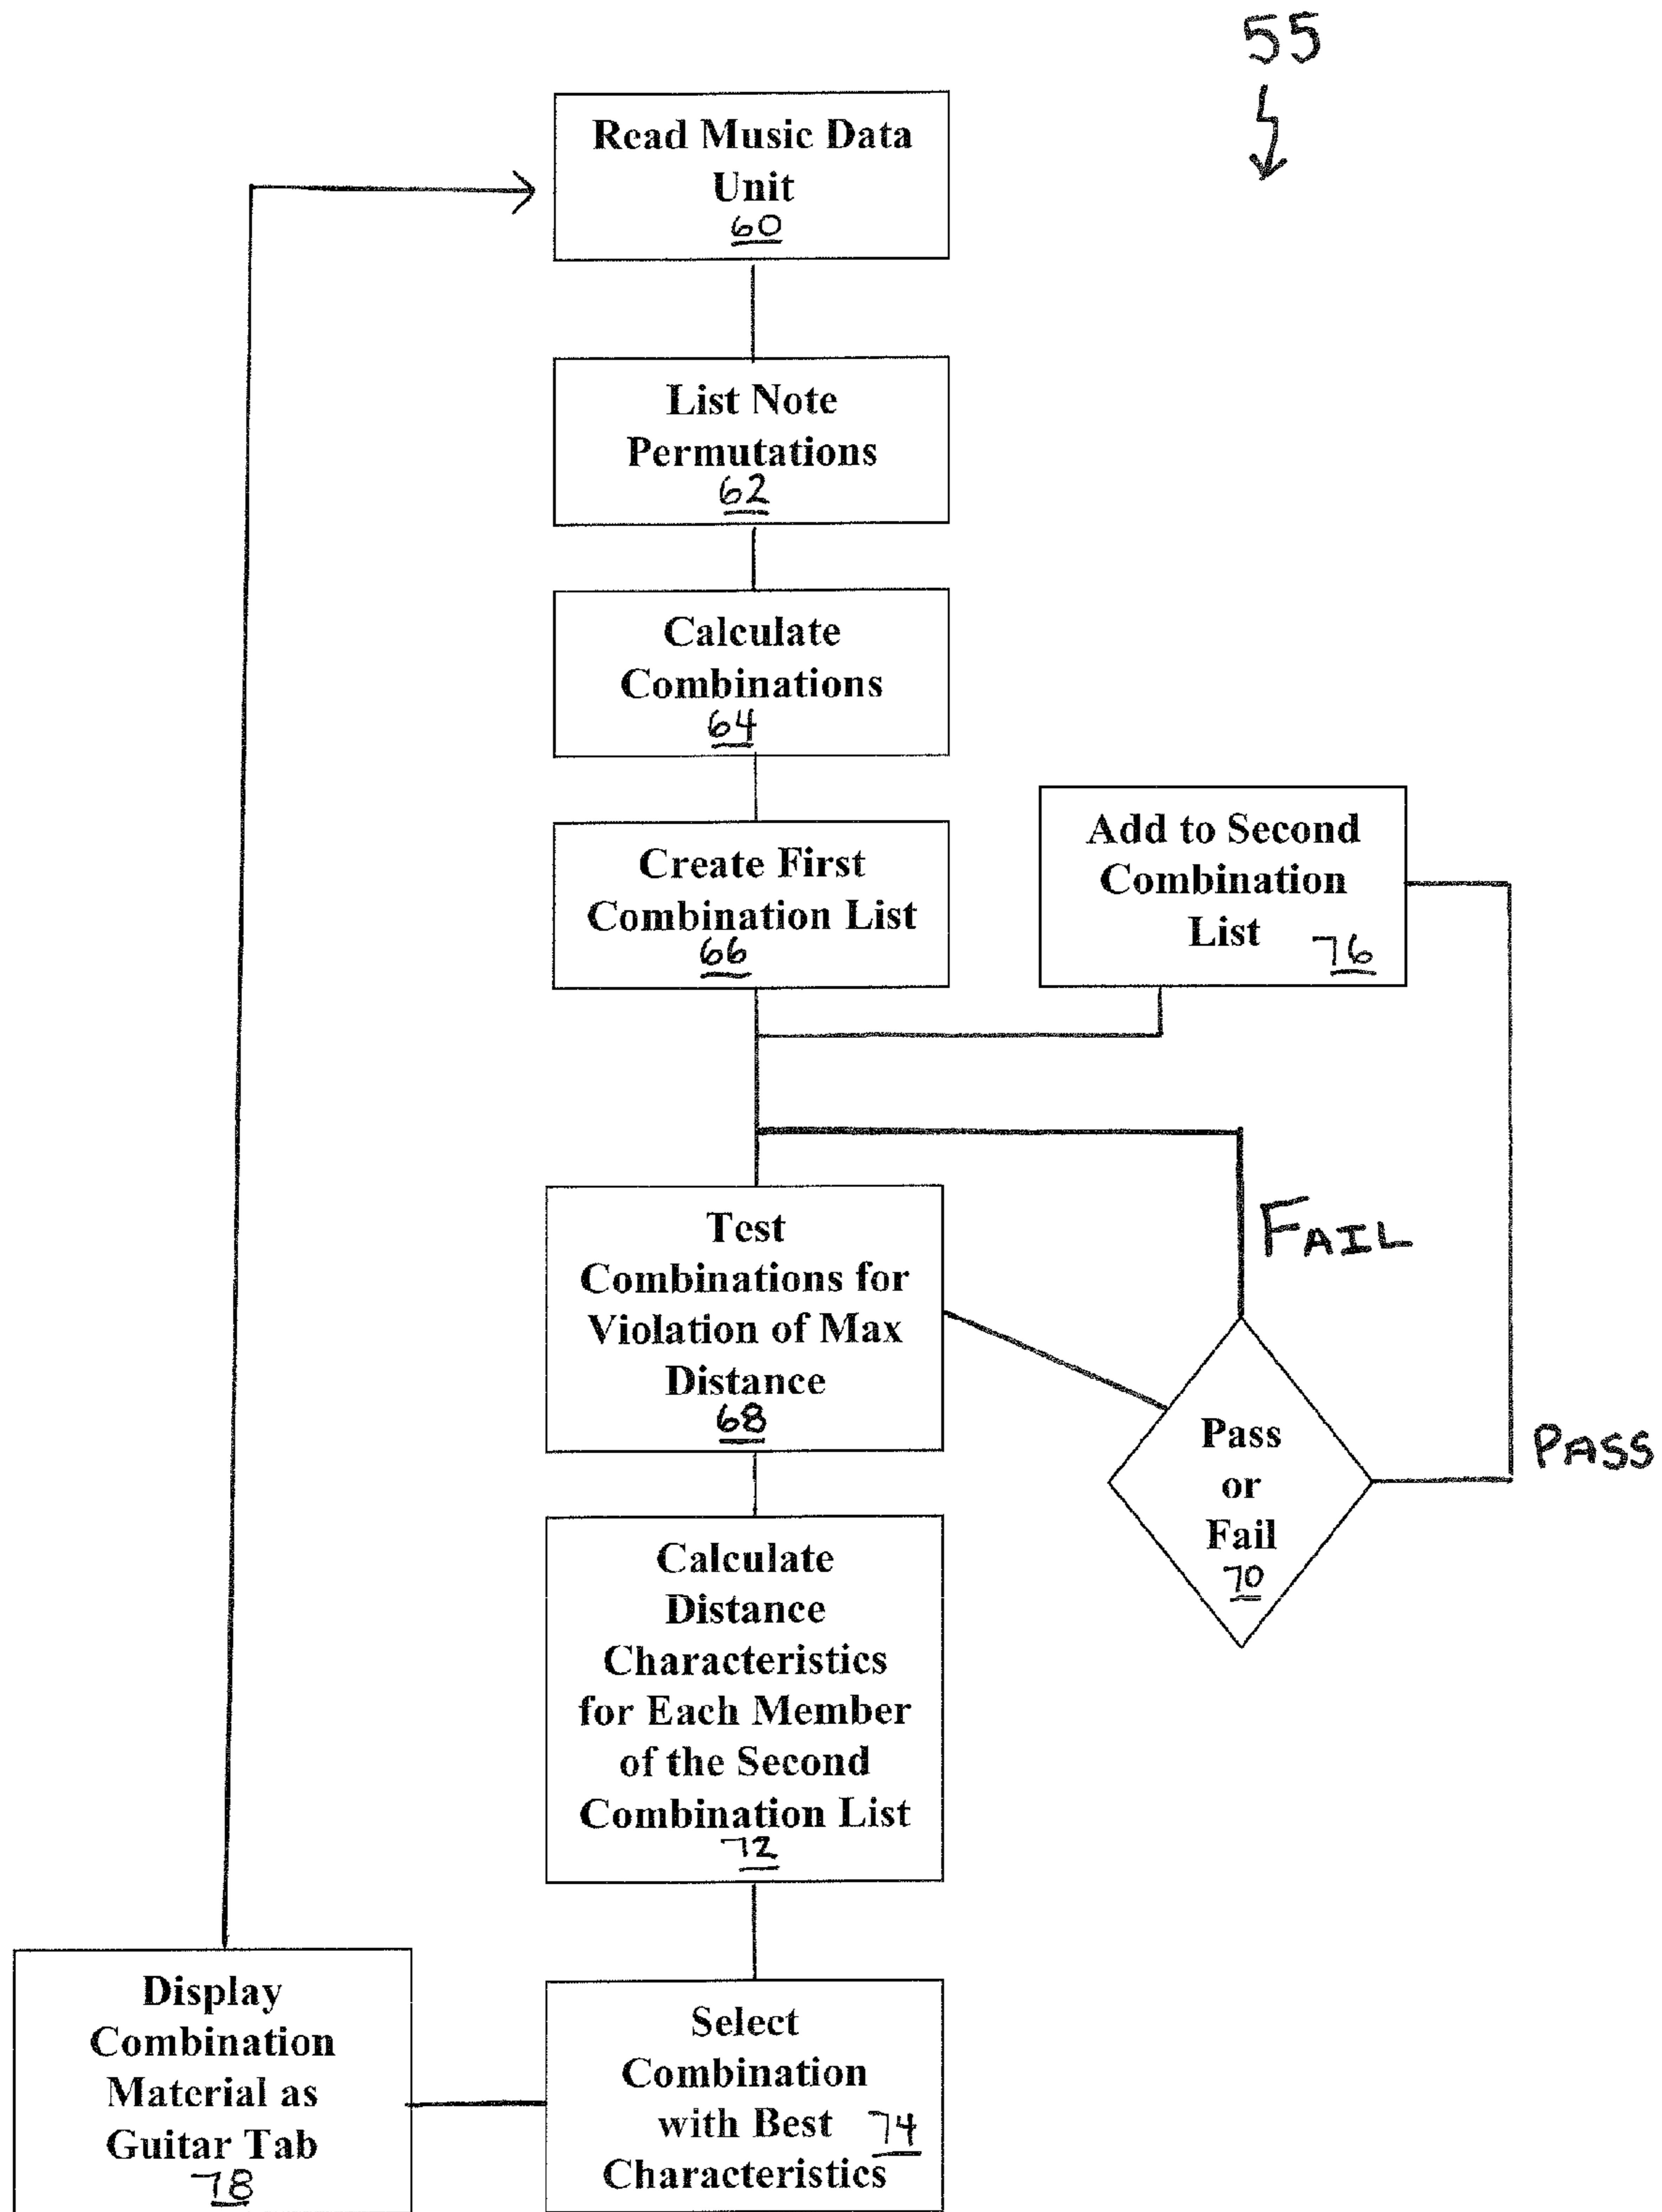 55
Read Music Data
Unit
60
List Note
Permutations
62
Calculate
Combinations
64
Create First
Combination List
66
Add to Second
Combination
List
76
Test
Combinations for
Violation of Max
Distance
68
FAIL
Pass
or
Fail
70
PASS
Calculate
Distance
Characteristics
for Each Member
of the Second
Combination List
72
Select
Combination
with Best
Characteristics
74
Display
Combination
Material as
Guitar Tab
78